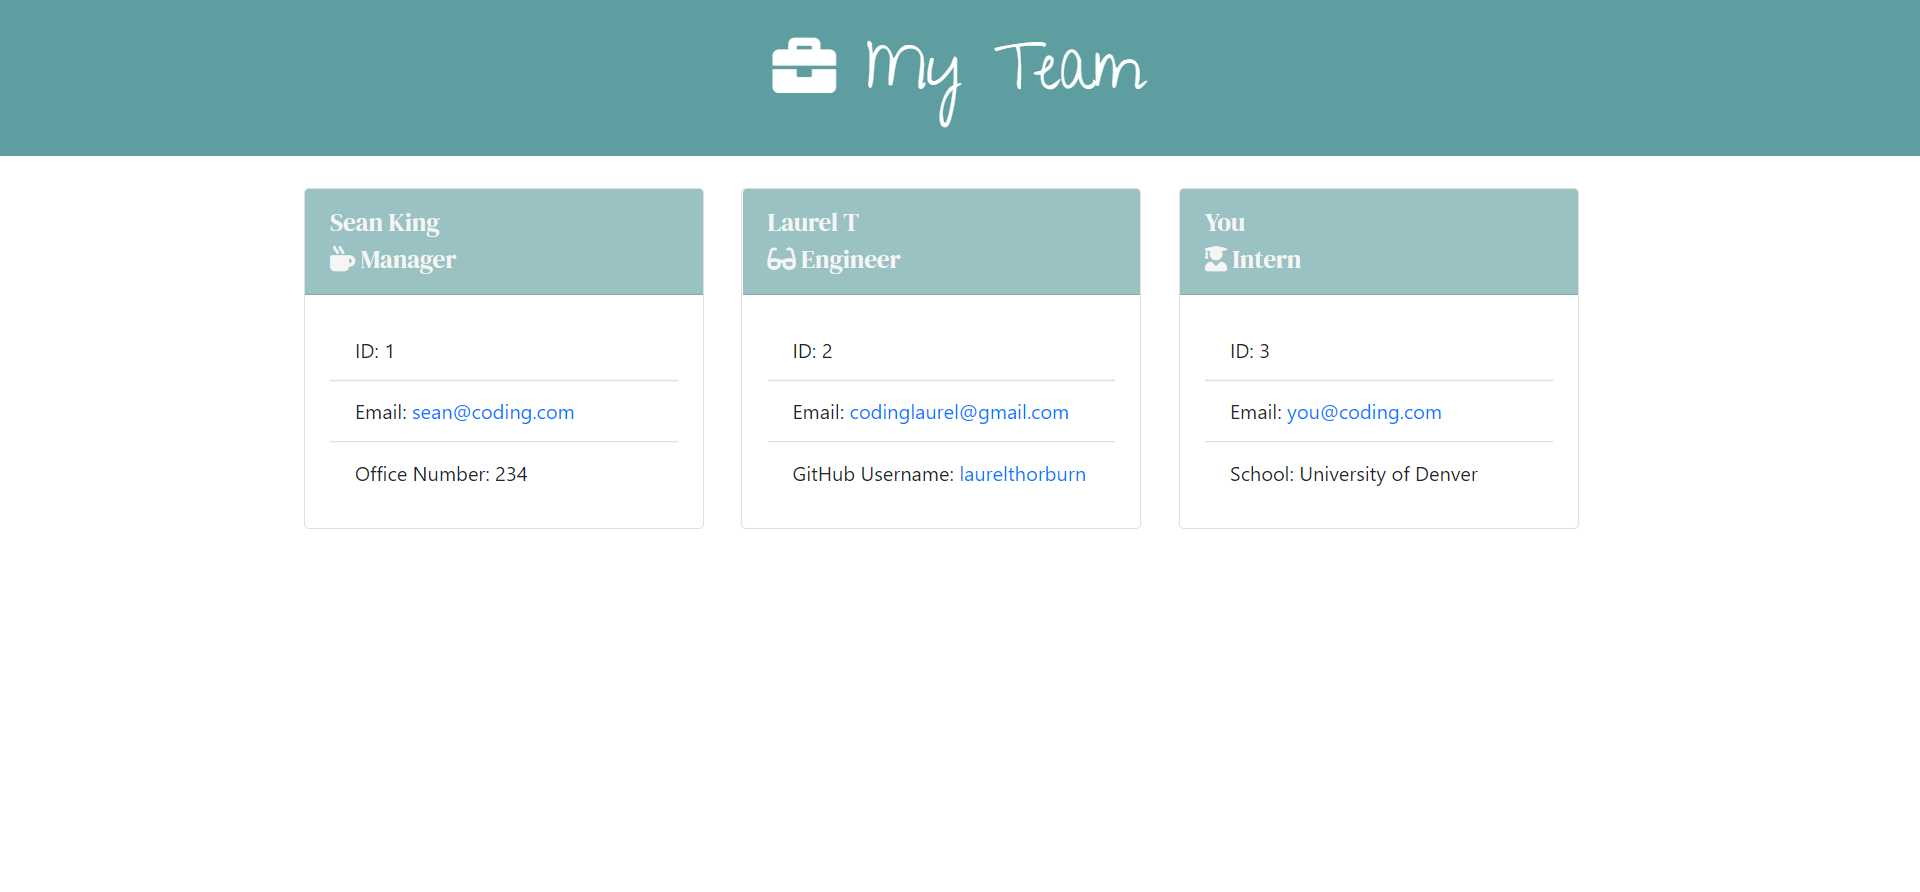 My Team
Sean King
Manager
ID: 1
Email: sean@coding.com
Office Number: 234
Laurel T
Engineer
ID: 2
Email: codinglaurel@gmail.com
GitHub Username: laurelthorburn
You
Intern
ID: 3
Email: you@coding.com
School: University of Denver